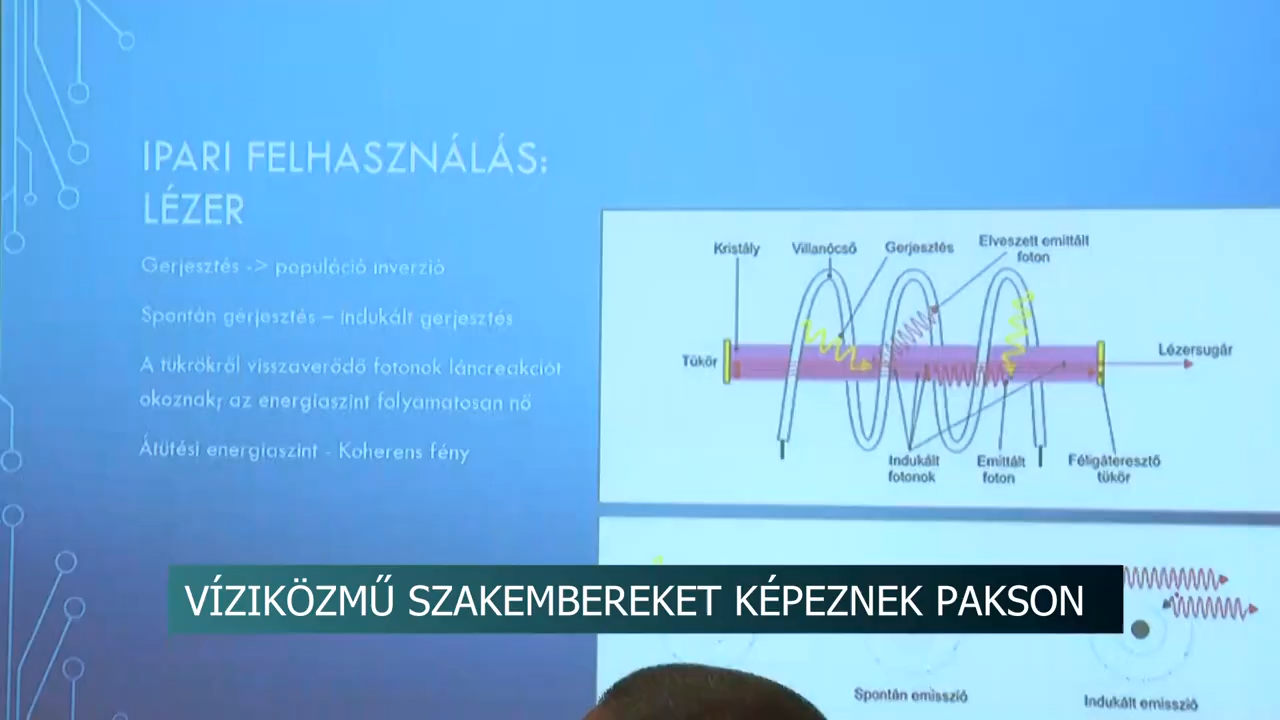 IPARI FELHASZNÁLÁS:
LÉZER
Gerjesztés -> populáció inverzió
Spontán gerjesztés – indukált gerjesztés
A tükrökről visszaverődő fotonok láncreakciót
okoznak; az energiaszint folyamatosan nő
Átütési energiaszint - Koherens fény
Kristály
Villanócső
Gerjesztés
Elveszett emittált
foton
Tükör
Lézersugár
Indukált
fotonok
Emittált
foton
Féligáteresztő
tükör
VÍZIKÖZMŰ SZAKEMBEREKET KÉPEZNEK PAKSON
Spontán emisszió
Indukált emisszió